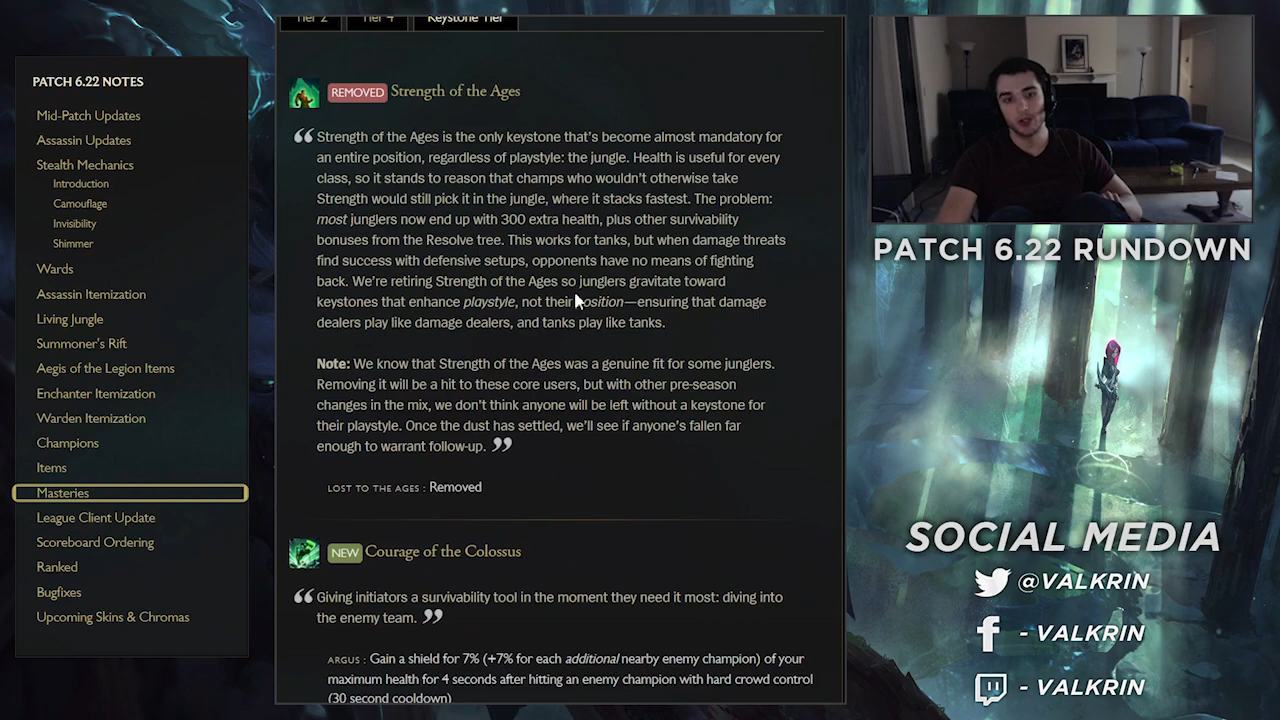 Tier 2
Tier 4
Keystone Tier
PATCH 6.22 NOTES
Mid-Patch Updates
Assassin Updates
Stealth Mechanics
Introduction
Camouflage
Invisibility
Shimmer
Wards
Assassin Itemization
Living Jungle
Summoner's Rift
Aegis of the Legion Items
Enchanter Itemization
Warden Itemization
Champions
Items
Masteries
League Client Update
Scoreboard Ordering
Ranked
Bugfixes
Upcoming Skins & Chromas
REMOVED Strength of the Ages
“ Strength of the Ages is the only keystone that's become almost mandatory for
an entire position, regardless of playstyle: the jungle. Health is useful for every
class, so it stands to reason that champs who wouldn't otherwise take
Strength would still pick it in the jungle, where it stacks fastest. The problem:
most junglers now end up with 300 extra health, plus other survivability
bonuses from the Resolve tree. This works for tanks, but when damage threats
find success with defensive setups, opponents have no means of fighting
back. We're retiring Strength of the Ages so junglers gravitate toward
keystones that enhance playstyle, not their position—ensuring that damage
dealers play like damage dealers, and tanks play like tanks.
Note: We know that Strength of the Ages was a genuine fit for some junglers.
Removing it will be a hit to these core users, but with other pre-season
changes in the mix, we don't think anyone will be left without a keystone for
their playstyle. Once the dust has settled, we'll see if anyone's fallen far
enough to warrant follow-up. ”
LOST TO THE AGES : Removed
NEW Courage of the Colossus
“ Giving initiators a survivability tool in the moment they need it most: diving into
the enemy team. ”
ARGUS : Gain a shield for 7% (+7% for each additional nearby enemy champion) of your
maximum health for 4 seconds after hitting an enemy champion with hard crowd control
(30 second cooldown)
PATCH 6.22 RUNDOWN
SOCIAL MEDIA
@VALKRIN
- VALKRIN
- VALKRIN